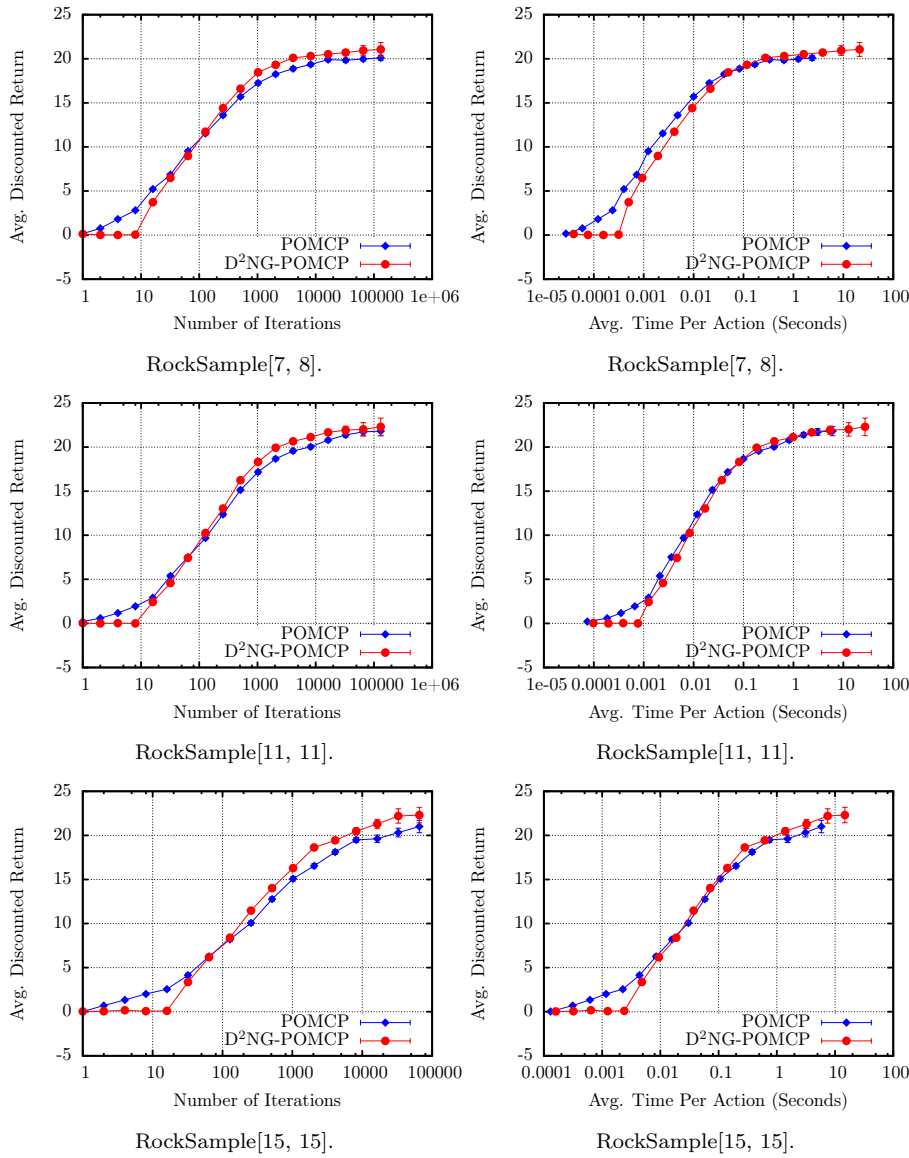 25
20
15
10
5
0
-5
Avg. Discounted Return
POMCP
D²NG-POMCP
1 10 100 1000 10000 100000 1e+06
Number of Iterations
RockSample[7, 8].
25
20
15
10
5
0
-5
Avg. Discounted Return
POMCP
D²NG-POMCP
1e-05 0.0001 0.001 0.01 0.1 1 10 100
Avg. Time Per Action (Seconds)
RockSample[7, 8].
25
20
15
10
5
0
-5
Avg. Discounted Return
POMCP
D²NG-POMCP
1 10 100 1000 10000 100000 1e+06
Number of Iterations
RockSample[11, 11].
25
20
15
10
5
0
-5
Avg. Discounted Return
POMCP
D²NG-POMCP
1e-05 0.0001 0.001 0.01 0.1 1 10 100
Avg. Time Per Action (Seconds)
RockSample[11, 11].
25
20
15
10
5
0
-5
Avg. Discounted Return
POMCP
D²NG-POMCP
1 10 100 1000 10000 100000
Number of Iterations
RockSample[15, 15].
25
20
15
10
5
0
-5
Avg. Discounted Return
POMCP
D²NG-POMCP
0.0001 0.001 0.01 0.1 1 10 100
Avg. Time Per Action (Seconds)
RockSample[15, 15].